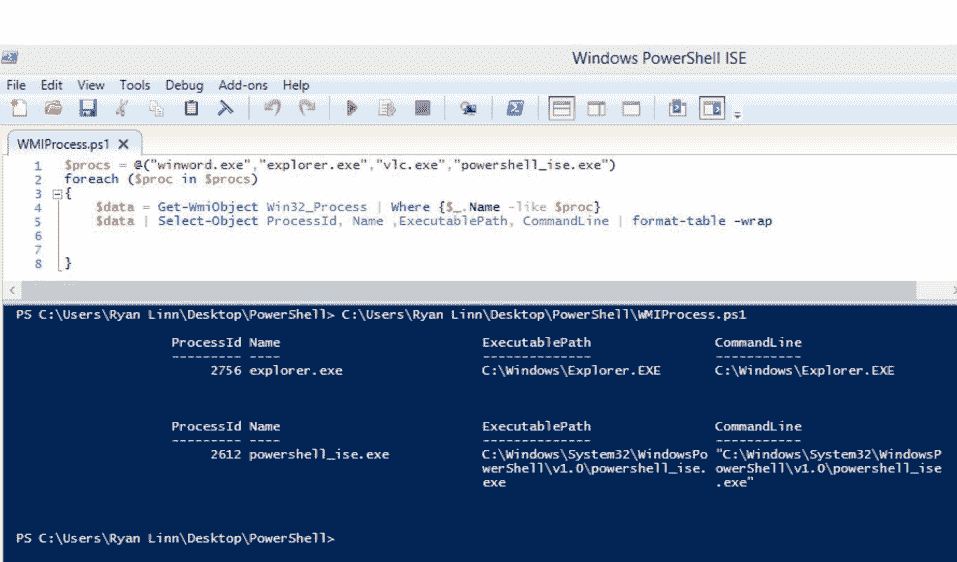 Windows PowerShell ISE
File Edit View Tools Debug Add-ons Help
WMIProcess.ps1 X
1 $procs = @("winword.exe","explorer.exe","vlc.exe","powershell_ise.exe")
2 foreach ($proc in $procs)
3 {
4 $data = Get-WmiObject Win32_Process | Where {$_.Name -like $proc}
5 $data | Select-Object ProcessId, Name ,ExecutablePath, CommandLine | format-table -wrap
6
7
8 }
PS C:\Users\Ryan Linn\Desktop\PowerShell> C:\Users\Ryan Linn\Desktop\PowerShell\WMIProcess.ps1
ProcessId Name ExecutablePath CommandLine
--------- ---- -------------- -----------
2756 explorer.exe C:\Windows\Explorer.EXE C:\Windows\Explorer.EXE
ProcessId Name ExecutablePath CommandLine
--------- ---- -------------- -----------
2612 powershell_ise.exe C:\Windows\System32\WindowsPo "C:\Windows\System32\WindowsP
werShell\v1.0\powershell_ise. owerShell\v1.0\powershell_ise
exe .exe"
PS C:\Users\Ryan Linn\Desktop\PowerShell>